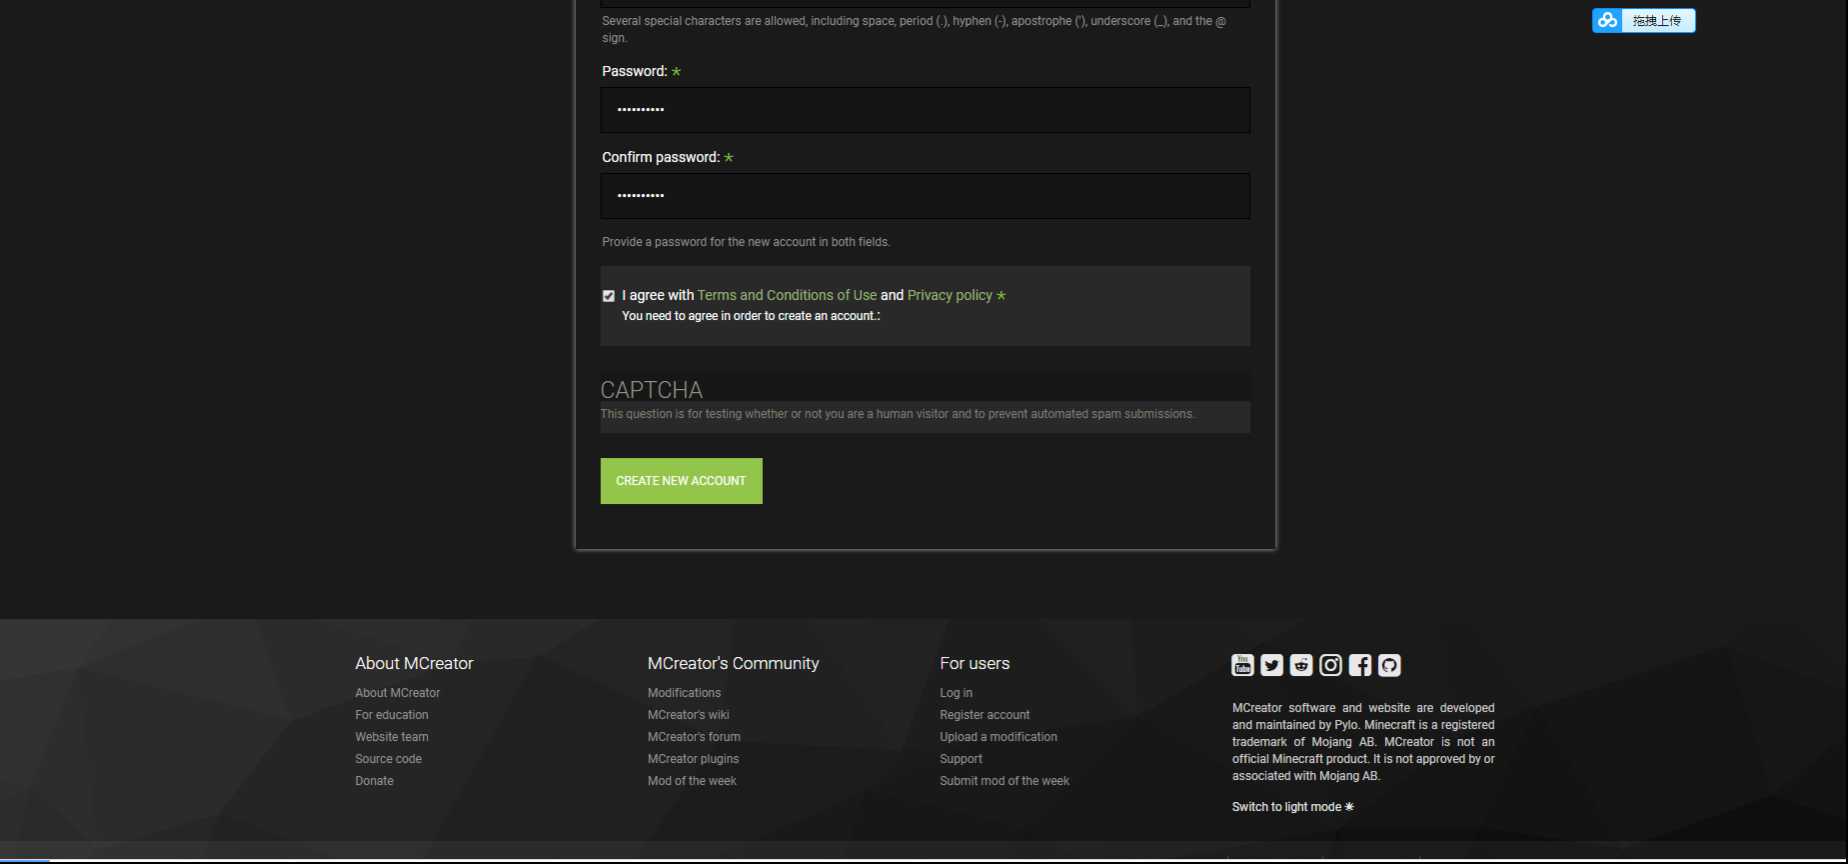 Several special characters are allowed, including space, period (.), hyphen (-), apostrophe ('), underscore (_), and the @
sign.
拖拽上传
Password: *
••••••••••
Confirm password: *
••••••••••
Provide a password for the new account in both fields.
I agree with Terms and Conditions of Use and Privacy policy *
You need to agree in order to create an account.:
CAPTCHA
This question is for testing whether or not you are a human visitor and to prevent automated spam submissions.
CREATE NEW ACCOUNT
About MCreator
About MCreator
For education
Website team
Source code
Donate
MCreator's Community
Modifications
MCreator's wiki
MCreator's forum
MCreator plugins
Mod of the week
For users
Log in
Register account
Upload a modification
Support
Submit mod of the week
You Tube
MCreator software and website are developed
and maintained by Pylo. Minecraft is a registered
trademark of Mojang AB. MCreator is not an
official Minecraft product. It is not approved by or
associated with Mojang AB.
Switch to light mode ☀